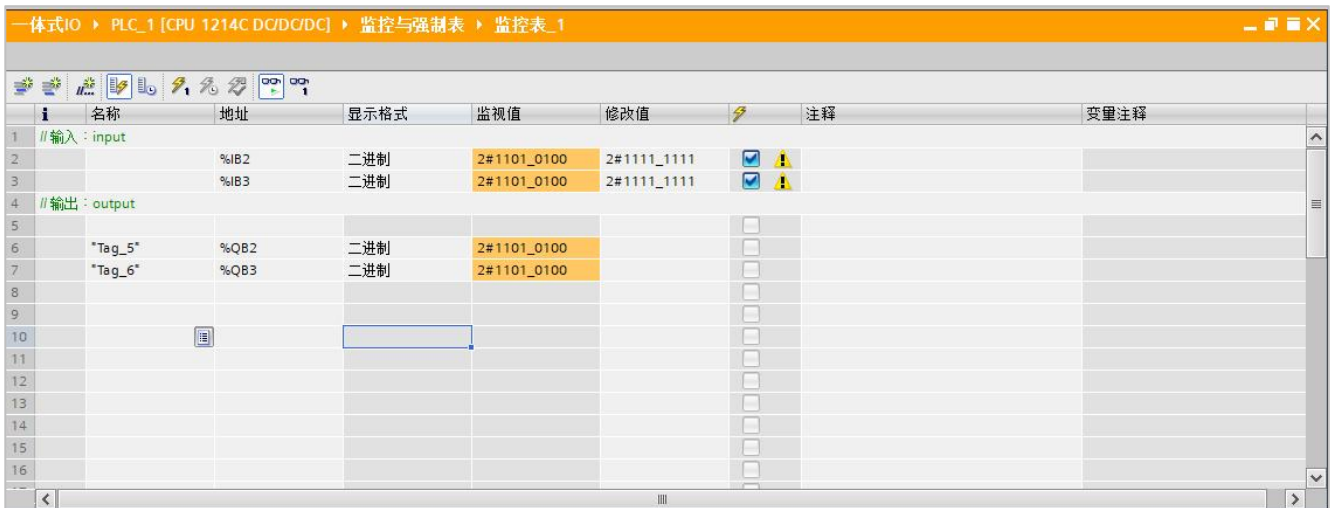 一体式IO ▸ PLC_1 [CPU 1214C DC/DC/DC] ▸ 监控与强制表 ▸ 监控表_1
i 名称 地址 显示格式 监视值 修改值 注释 变量注释
1 //输入：input
2 %IB2 二进制 2#1101_0100 2#1111_1111
3 %IB3 二进制 2#1101_0100 2#1111_1111
4 //输出：output
5
6 "Tag_5" %QB2 二进制 2#1101_0100
7 "Tag_6" %QB3 二进制 2#1101_0100
8
9
10
11
12
13
14
15
16